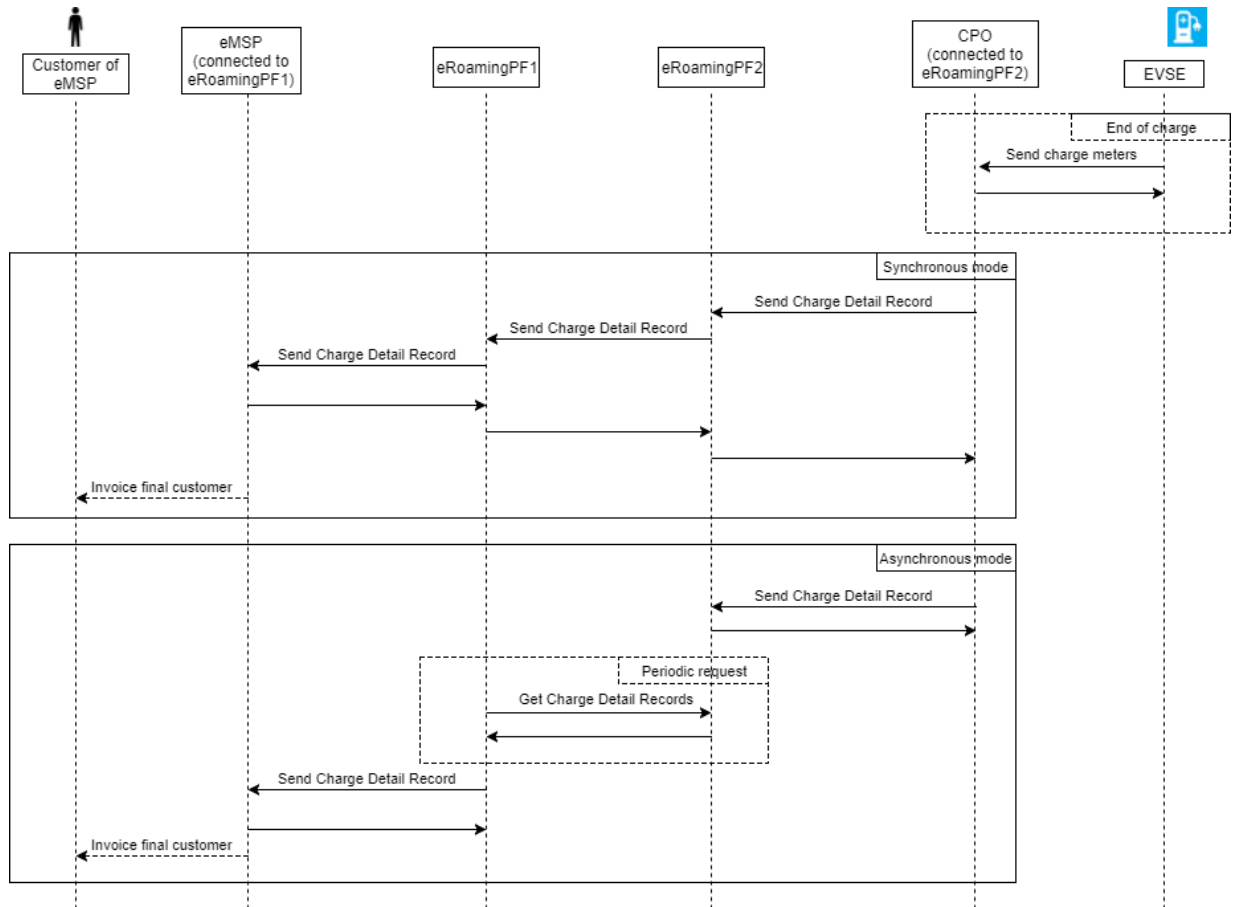 Customer of
eMSP
eMSP
(connected to
eRoamingPF1)
eRoamingPF1
eRoamingPF2
CPO
(connected to
eRoamingPF2)
EVSE
End of charge
Send charge meters
Synchronous mode
Send Charge Detail Record
Send Charge Detail Record
Send Charge Detail Record
Invoice final customer
Asynchronous mode
Send Charge Detail Record
Periodic request
Get Charge Detail Records
Send Charge Detail Record
Invoice final customer